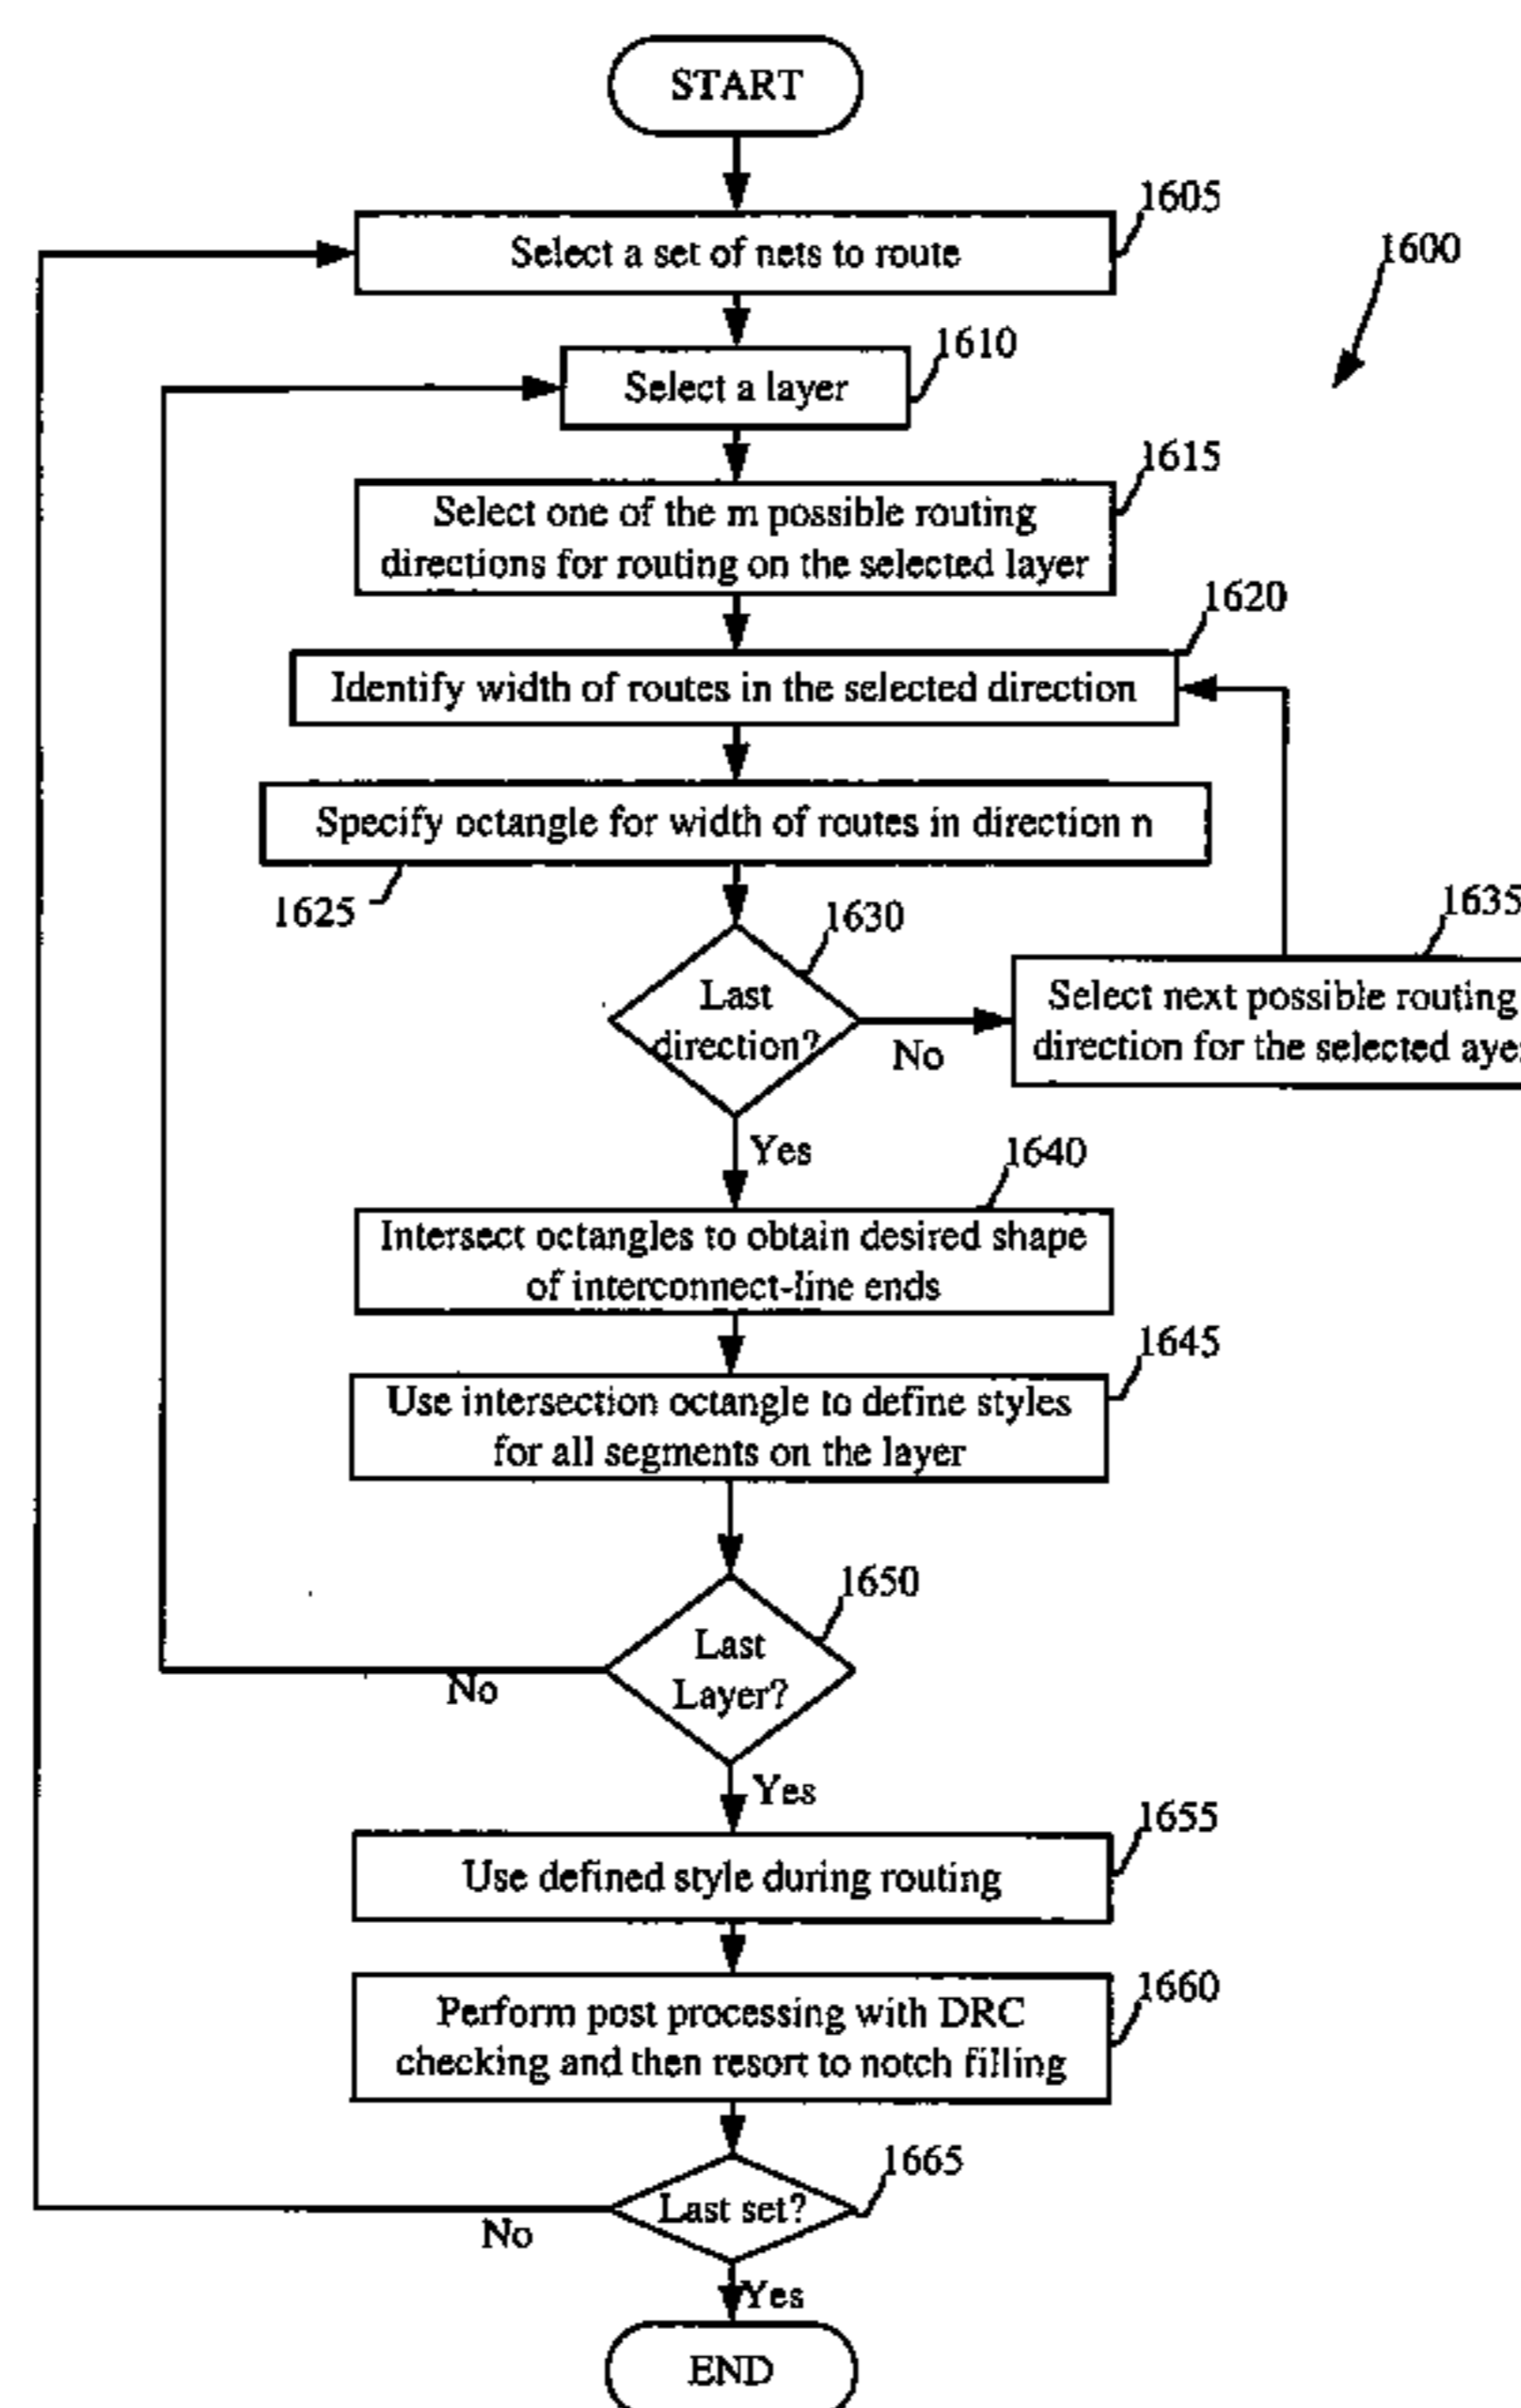 START
1605
Select a set of nets to route
1600
1610
Select a layer
1615
Select one of the m possible routing
directions for routing on the selected layer
1620
Identify width of routes in the selected direction
Specify octangle for width of routes in direction n
1625
1630
1635
Last
direction?
No
Select next possible routing
direction for the selected aye
Yes
1640
Intersect octangles to obtain desired shape
of interconnect-line ends
1645
Use intersection octangle to define styles
for all segments on the layer
1650
Last
Layer?
No
Yes
1655
Use defined style during routing
1660
Perform post processing with DRC
checking and then resort to notch filling
1665
Last set?
No
Yes
END